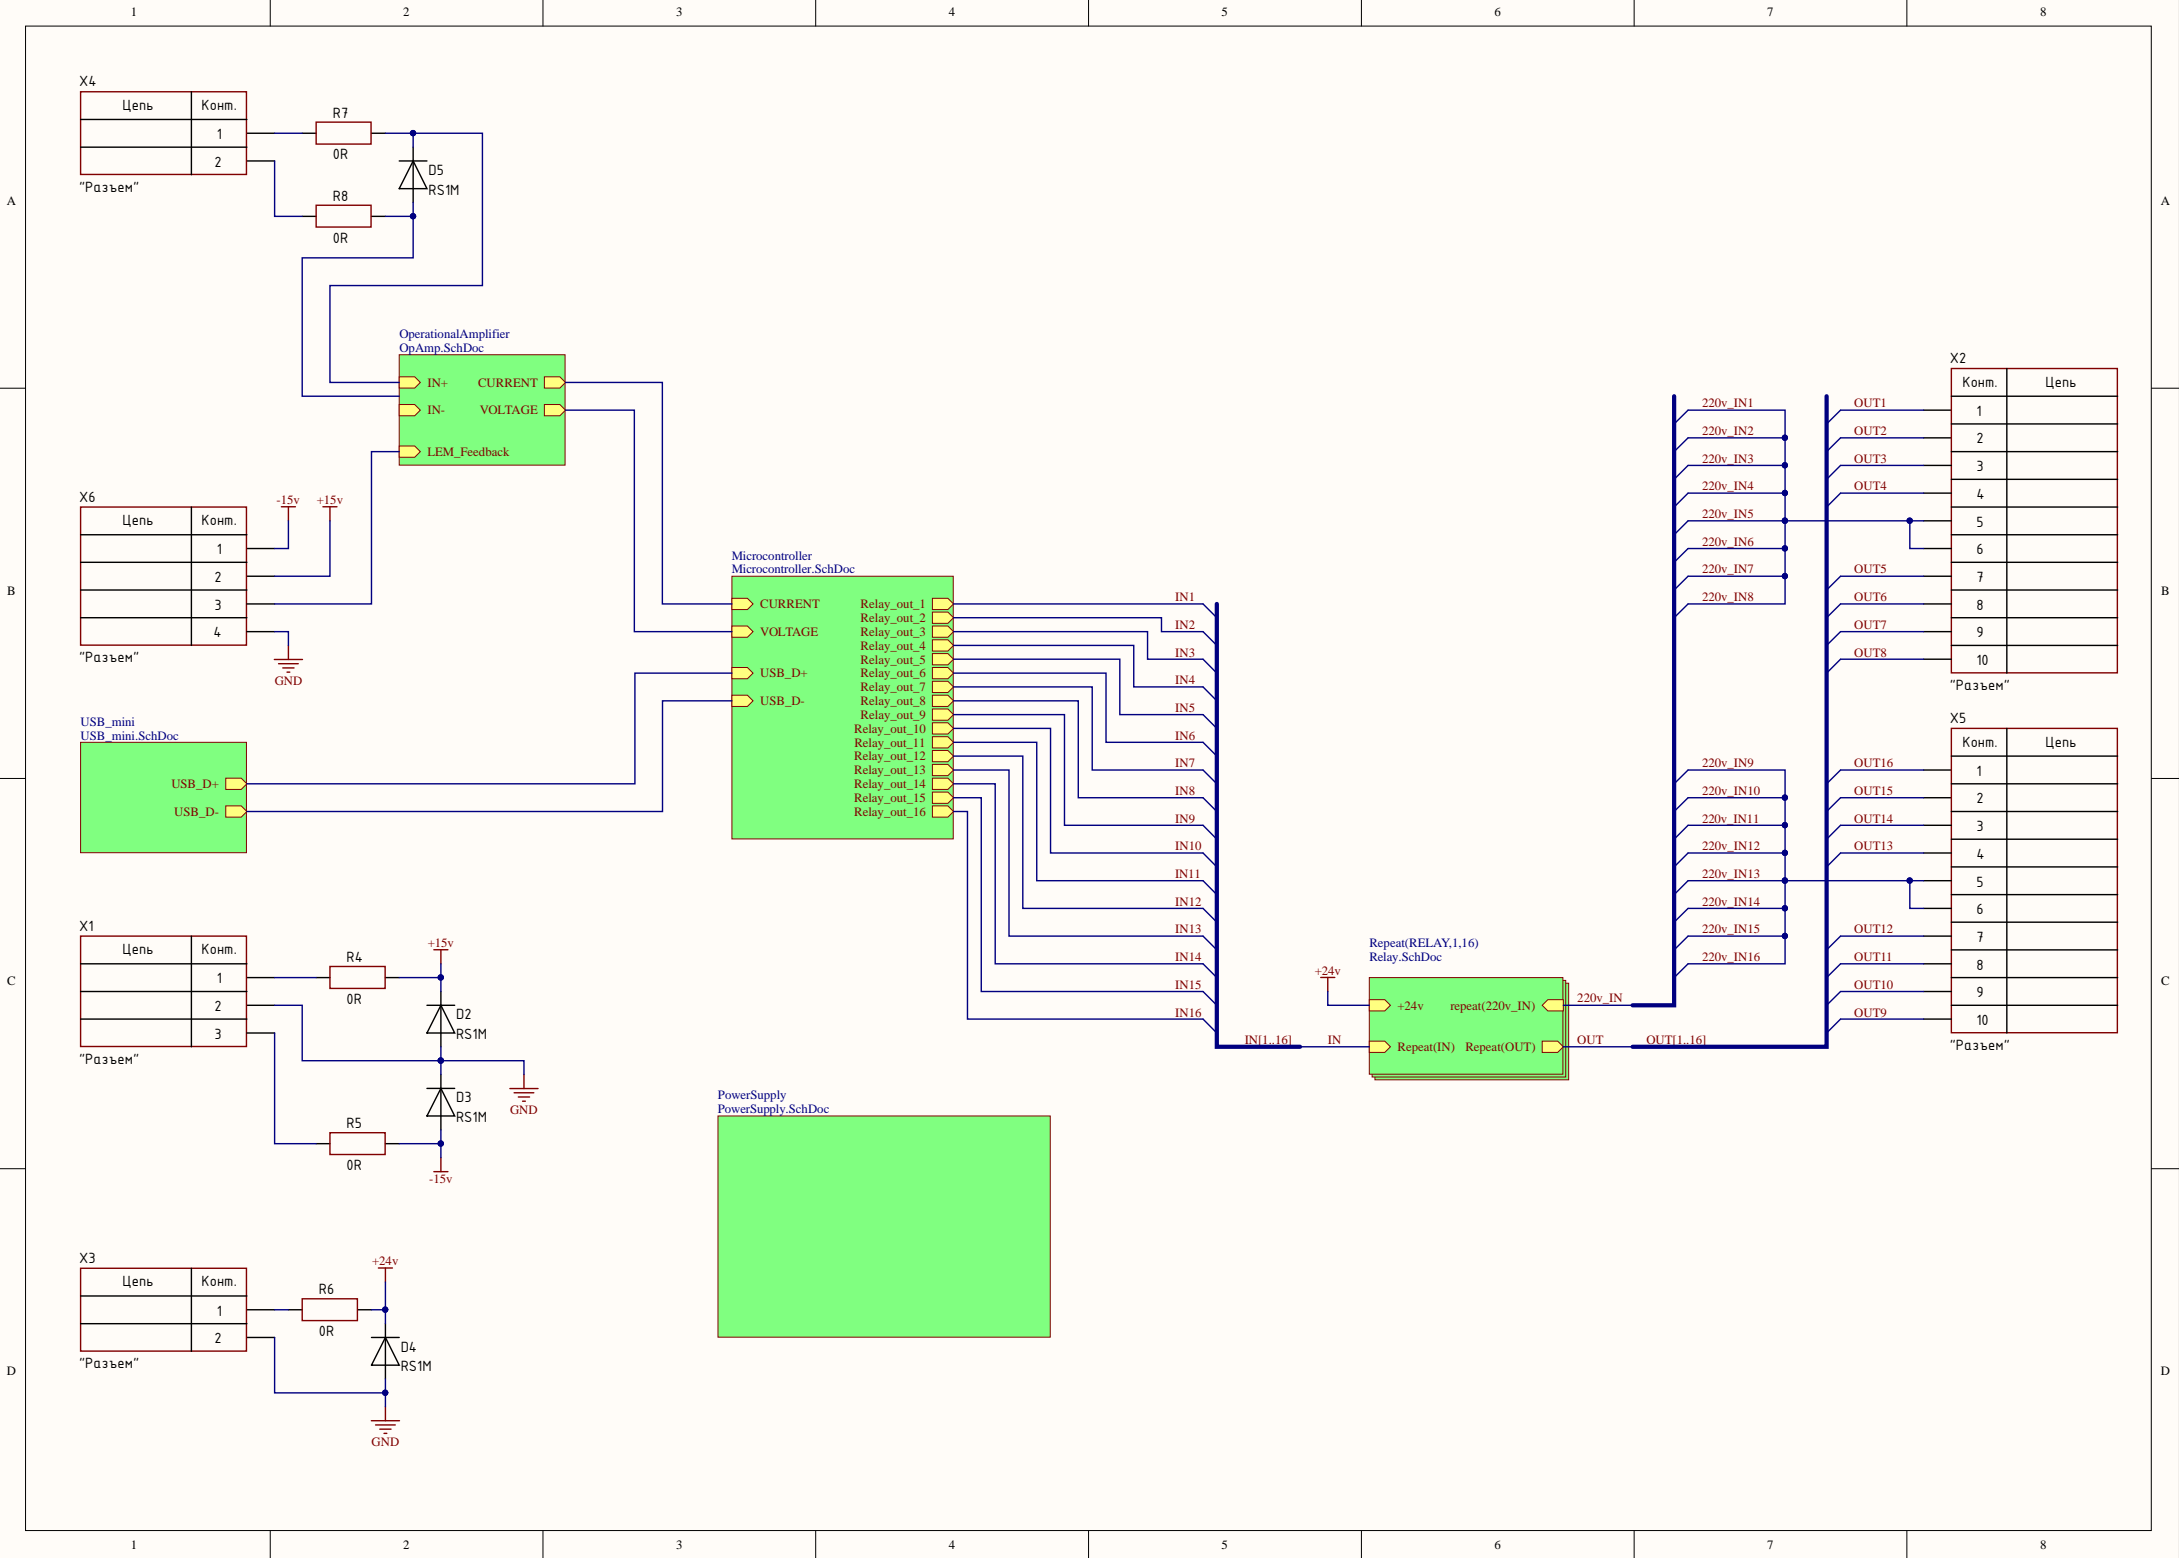 1 2 3 4 5 6 7 8
A A
B B
C C
D D
X4
Цепь Конт.
1
2
"Разъем"
R7
0R
R8
0R
D5
RS1M
OperationalAmplifier
OpAmp.SchDoc
IN+ CURRENT
IN- VOLTAGE
LEM_Feedback
X6
Цепь Конт.
1
2
3
4
"Разъем"
-15v +15v
GND
USB_mini
USB_mini.SchDoc
USB_D+
USB_D-
Microcontroller
Microcontroller.SchDoc
CURRENT
VOLTAGE
USB_D+
USB_D-
Relay_out_1
Relay_out_2
Relay_out_3
Relay_out_4
Relay_out_5
Relay_out_6
Relay_out_7
Relay_out_8
Relay_out_9
Relay_out_10
Relay_out_11
Relay_out_12
Relay_out_13
Relay_out_14
Relay_out_15
Relay_out_16
IN1
IN2
IN3
IN4
IN5
IN6
IN7
IN8
IN9
IN10
IN11
IN12
IN13
IN14
IN15
IN16
IN[1..16] IN
X1
Цепь Конт.
1
2
3
"Разъем"
R4
0R
R5
0R
+15v
D2
RS1M
D3
RS1M
-15v
GND
X3
Цепь Конт.
1
2
"Разъем"
R6
0R
+24v
D4
RS1M
GND
PowerSupply
PowerSupply.SchDoc
Repeat(RELAY,1,16)
Relay.SchDoc
+24v
+24v repeat(220v_IN)
Repeat(IN) Repeat(OUT)
220v_IN
OUT OUT[1..16]
220v_IN1
220v_IN2
220v_IN3
220v_IN4
220v_IN5
220v_IN6
220v_IN7
220v_IN8
220v_IN9
220v_IN10
220v_IN11
220v_IN12
220v_IN13
220v_IN14
220v_IN15
220v_IN16
OUT1
OUT2
OUT3
OUT4
OUT5
OUT6
OUT7
OUT8
OUT16
OUT15
OUT14
OUT13
OUT12
OUT11
OUT10
OUT9
X2
Конт. Цепь
1
2
3
4
5
6
7
8
9
10
"Разъем"
X5
Конт. Цепь
1
2
3
4
5
6
7
8
9
10
"Разъем"
1 2 3 4 5 6 7 8